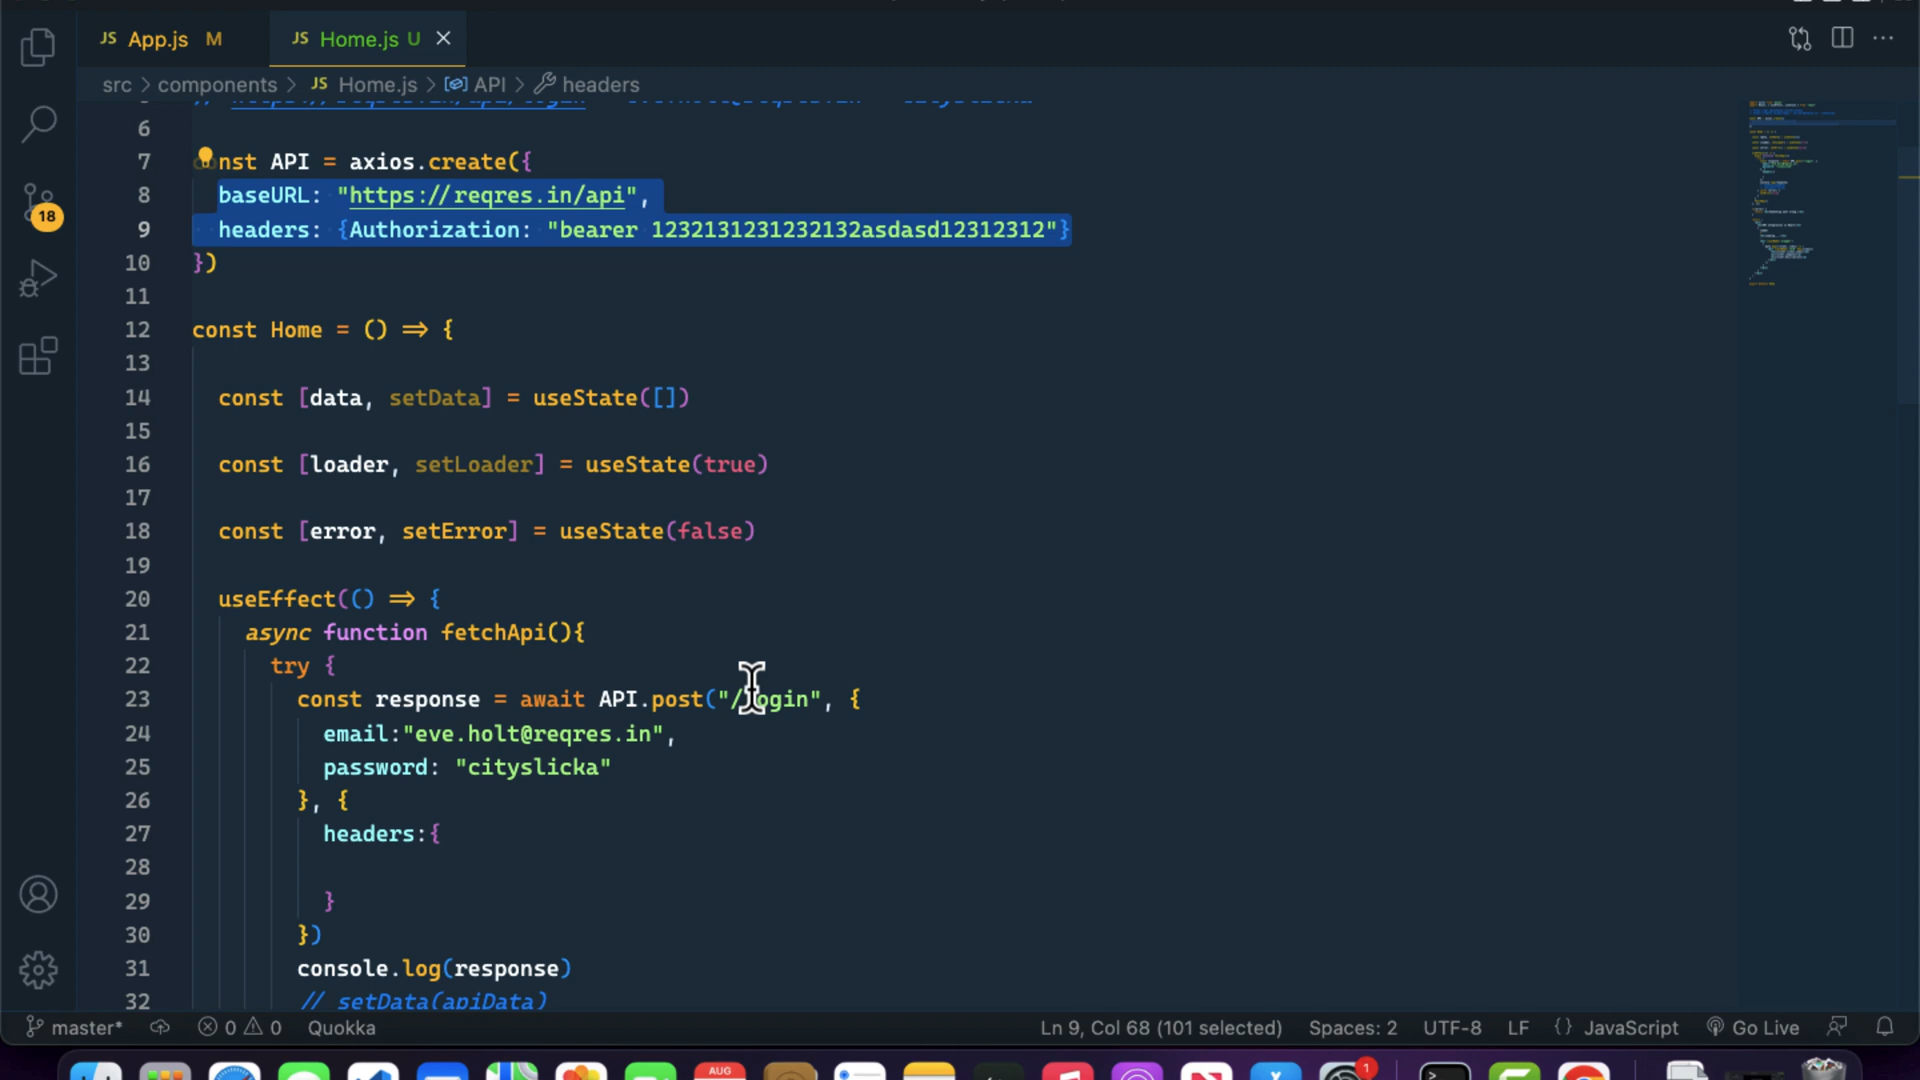 JS App.js M
JS Home.js U
src > components > JS Home.js > API > headers
6
7 nst API = axios.create({
8 baseURL: "https://reqres.in/api",
9 headers: {Authorization: "bearer 1232131231232132asdasd12312312"}
10 })
11
12 const Home = () => {
13
14 const [data, setData] = useState([])
15
16 const [loader, setLoader] = useState(true)
17
18 const [error, setError] = useState(false)
19
20 useEffect(() => {
21 async function fetchApi(){
22 try {
23 const response = await API.post("/login", {
24 email:"eve.holt@reqres.in",
25 password: "cityslicka"
26 }, {
27 headers:{
28
29 }
30 })
31 console.log(response)
32 // setData(apiData)
18
master* 0 0 Quokka Ln 9, Col 68 (101 selected) Spaces: 2 UTF-8 LF {} JavaScript Go Live
AUG
1